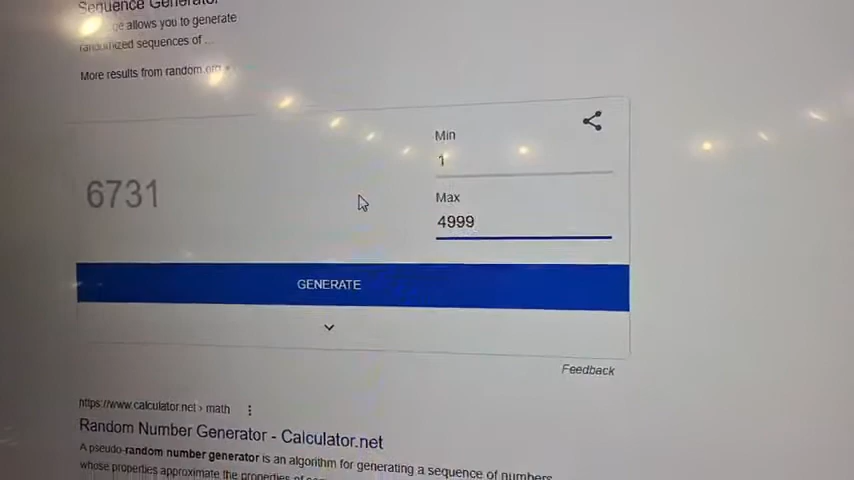 Sequence Generator
ce allows you to generate
randomized sequences of ...
More results from random.org »
Min
1
6731
Max
4999
GENERATE
Feedback
https://www.calculator.net › math
Random Number Generator - Calculator.net
A pseudo-random number generator is an algorithm for generating a sequence of numbers
whose properties approximate the properties of